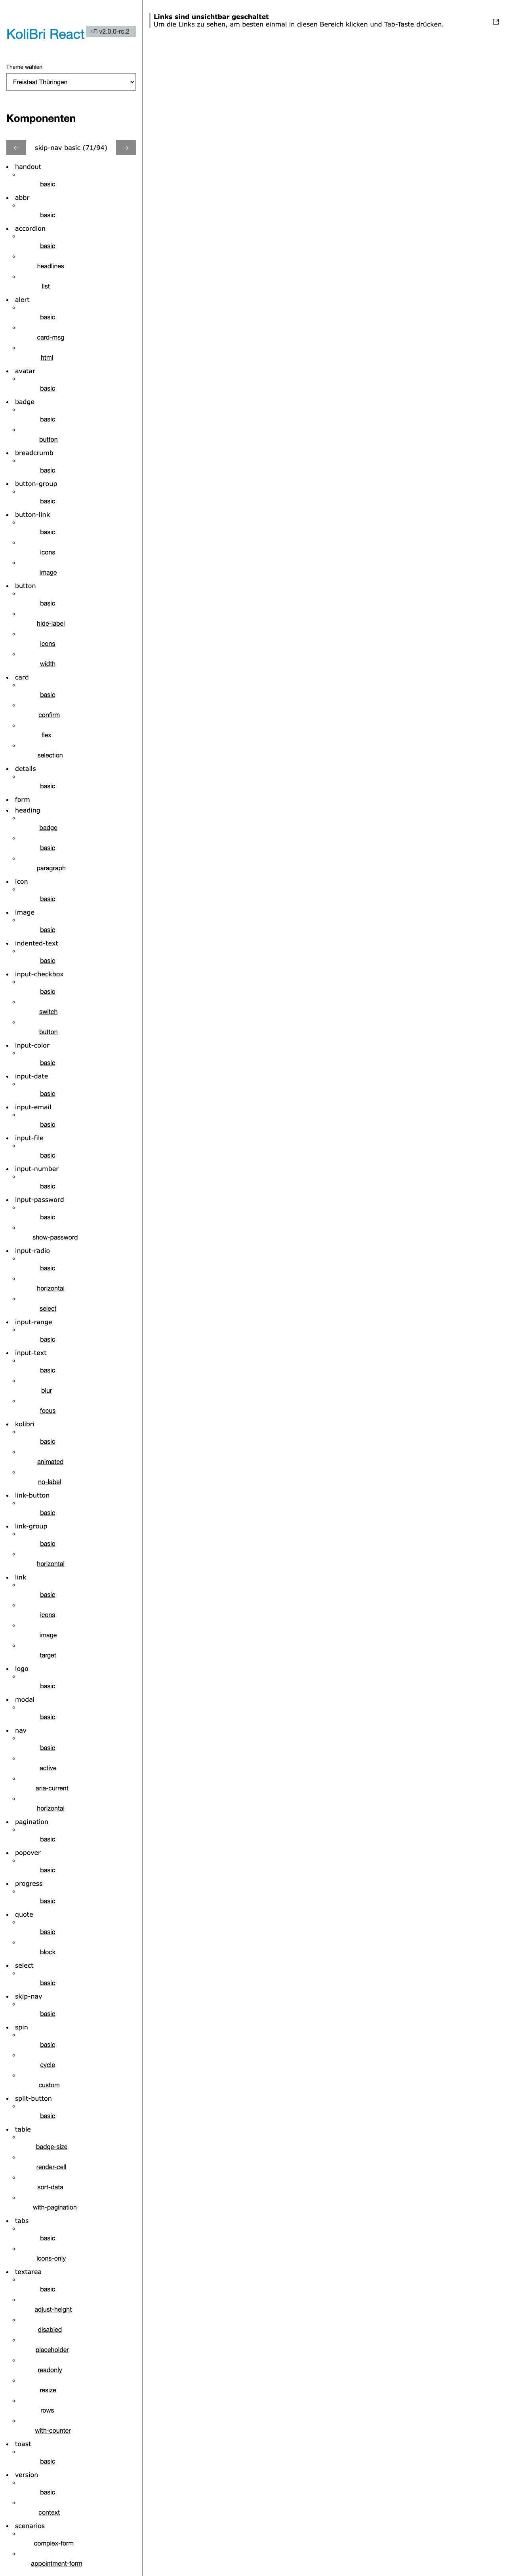 KoliBri React
v2.0.0-rc.2
Theme wählen
Freistaat Thüringen
Komponenten
skip-nav basic (71/94)
handout
basic
abbr
basic
accordion
basic
headlines
list
alert
basic
card-msg
html
avatar
basic
badge
basic
button
breadcrumb
basic
button-group
basic
button-link
basic
icons
image
button
basic
hide-label
icons
width
card
basic
confirm
flex
selection
details
basic
form
heading
badge
basic
paragraph
icon
basic
image
basic
indented-text
basic
input-checkbox
basic
switch
button
input-color
basic
input-date
basic
input-email
basic
input-file
basic
input-number
basic
input-password
basic
show-password
input-radio
basic
horizontal
select
input-range
basic
input-text
basic
blur
focus
kolibri
basic
animated
no-label
link-button
basic
link-group
basic
horizontal
link
basic
icons
image
target
logo
basic
modal
basic
nav
basic
active
aria-current
horizontal
pagination
basic
popover
basic
progress
basic
quote
basic
block
select
basic
skip-nav
basic
spin
basic
cycle
custom
split-button
basic
table
badge-size
render-cell
sort-data
with-pagination
tabs
basic
icons-only
textarea
basic
adjust-height
disabled
placeholder
readonly
resize
rows
with-counter
toast
basic
version
basic
context
scenarios
complex-form
appointment-form
Links sind unsichtbar geschaltet
Um die Links zu sehen, am besten einmal in diesen Bereich klicken und Tab-Taste drücken.